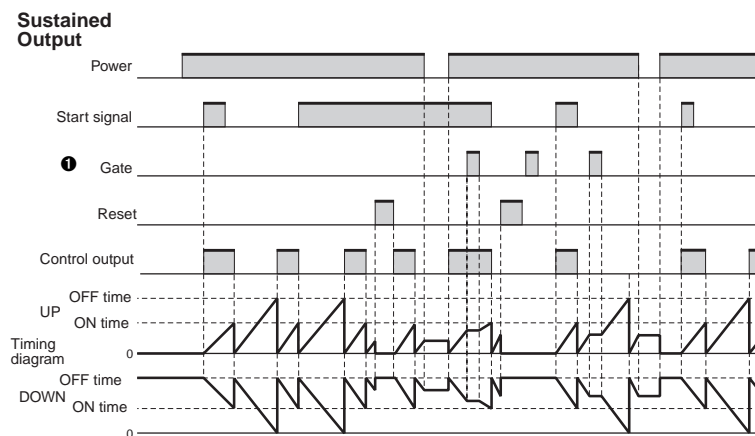 Sustained
Output
Power
Start signal
❶ Gate
Reset
Control output
UP
OFF time
ON time
Timing
diagram
0
OFF time
DOWN
ON time
0